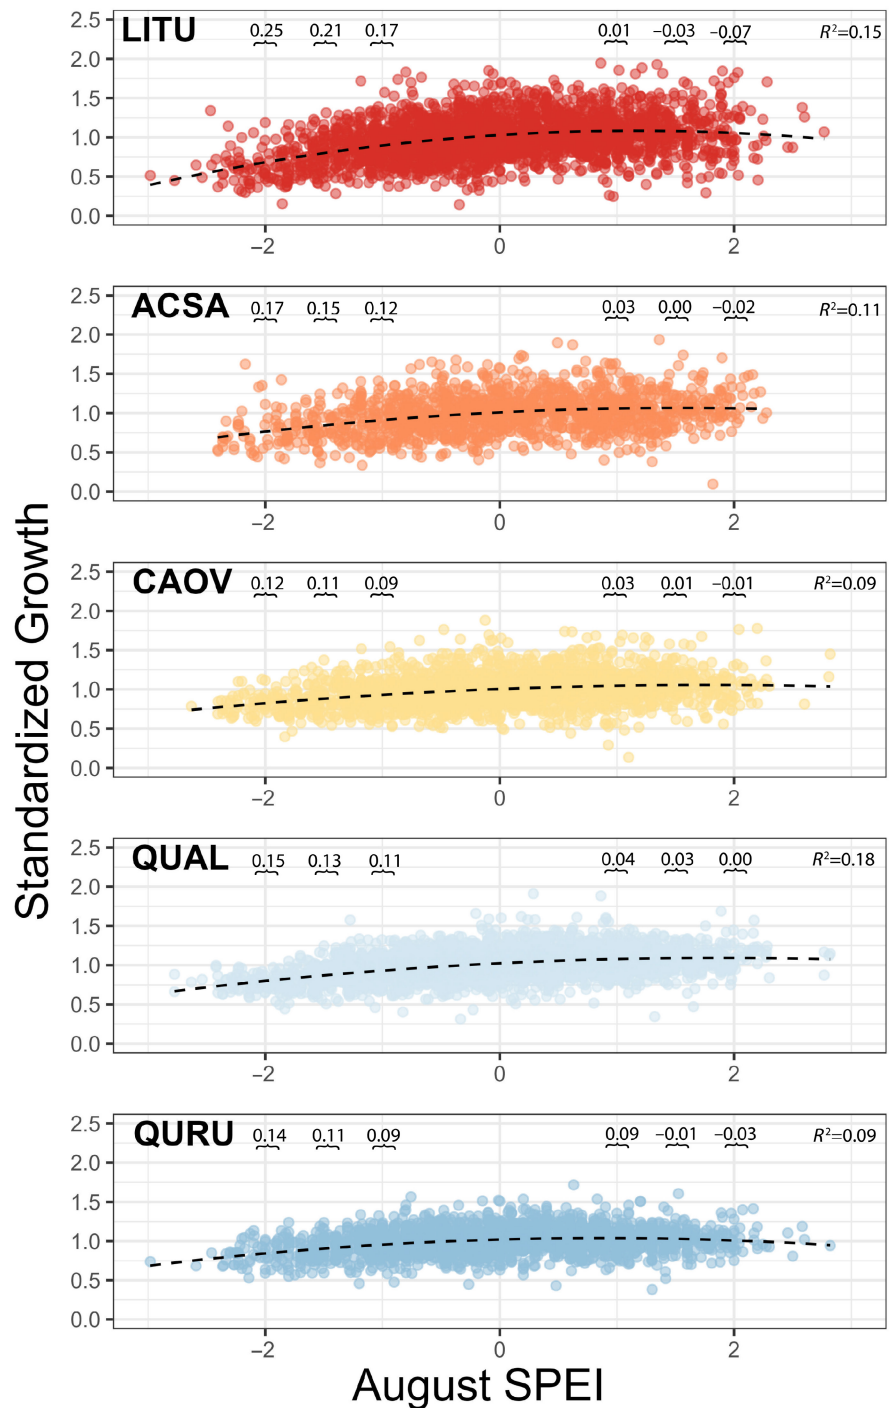 LITU 0.25 0.21 0.17 0.01 −0.03 −0.07 R²=0.15
2.5
2.0
1.5
1.0
0.5
0.0
−2 0 2
ACSA 0.17 0.15 0.12 0.03 0.00 −0.02 R²=0.11
2.5
2.0
1.5
1.0
0.5
0.0
−2 0 2
CAOV 0.12 0.11 0.09 0.03 0.01 −0.01 R²=0.09
2.5
2.0
1.5
1.0
0.5
0.0
−2 0 2
QUAL 0.15 0.13 0.11 0.04 0.03 0.00 R²=0.18
2.5
2.0
1.5
1.0
0.5
0.0
−2 0 2
QURU 0.14 0.11 0.09 0.09 −0.01 −0.03 R²=0.09
2.5
2.0
1.5
1.0
0.5
0.0
−2 0 2
Standardized Growth
August SPEI